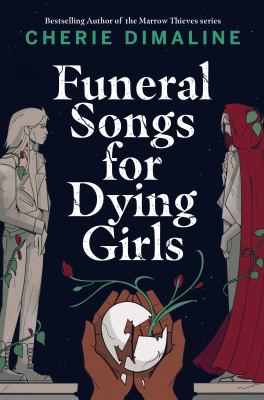 Bestselling Author of the Marrow Thieves series
CHERIE DIMALINE
Funeral
Songs
for
Dying
Girls